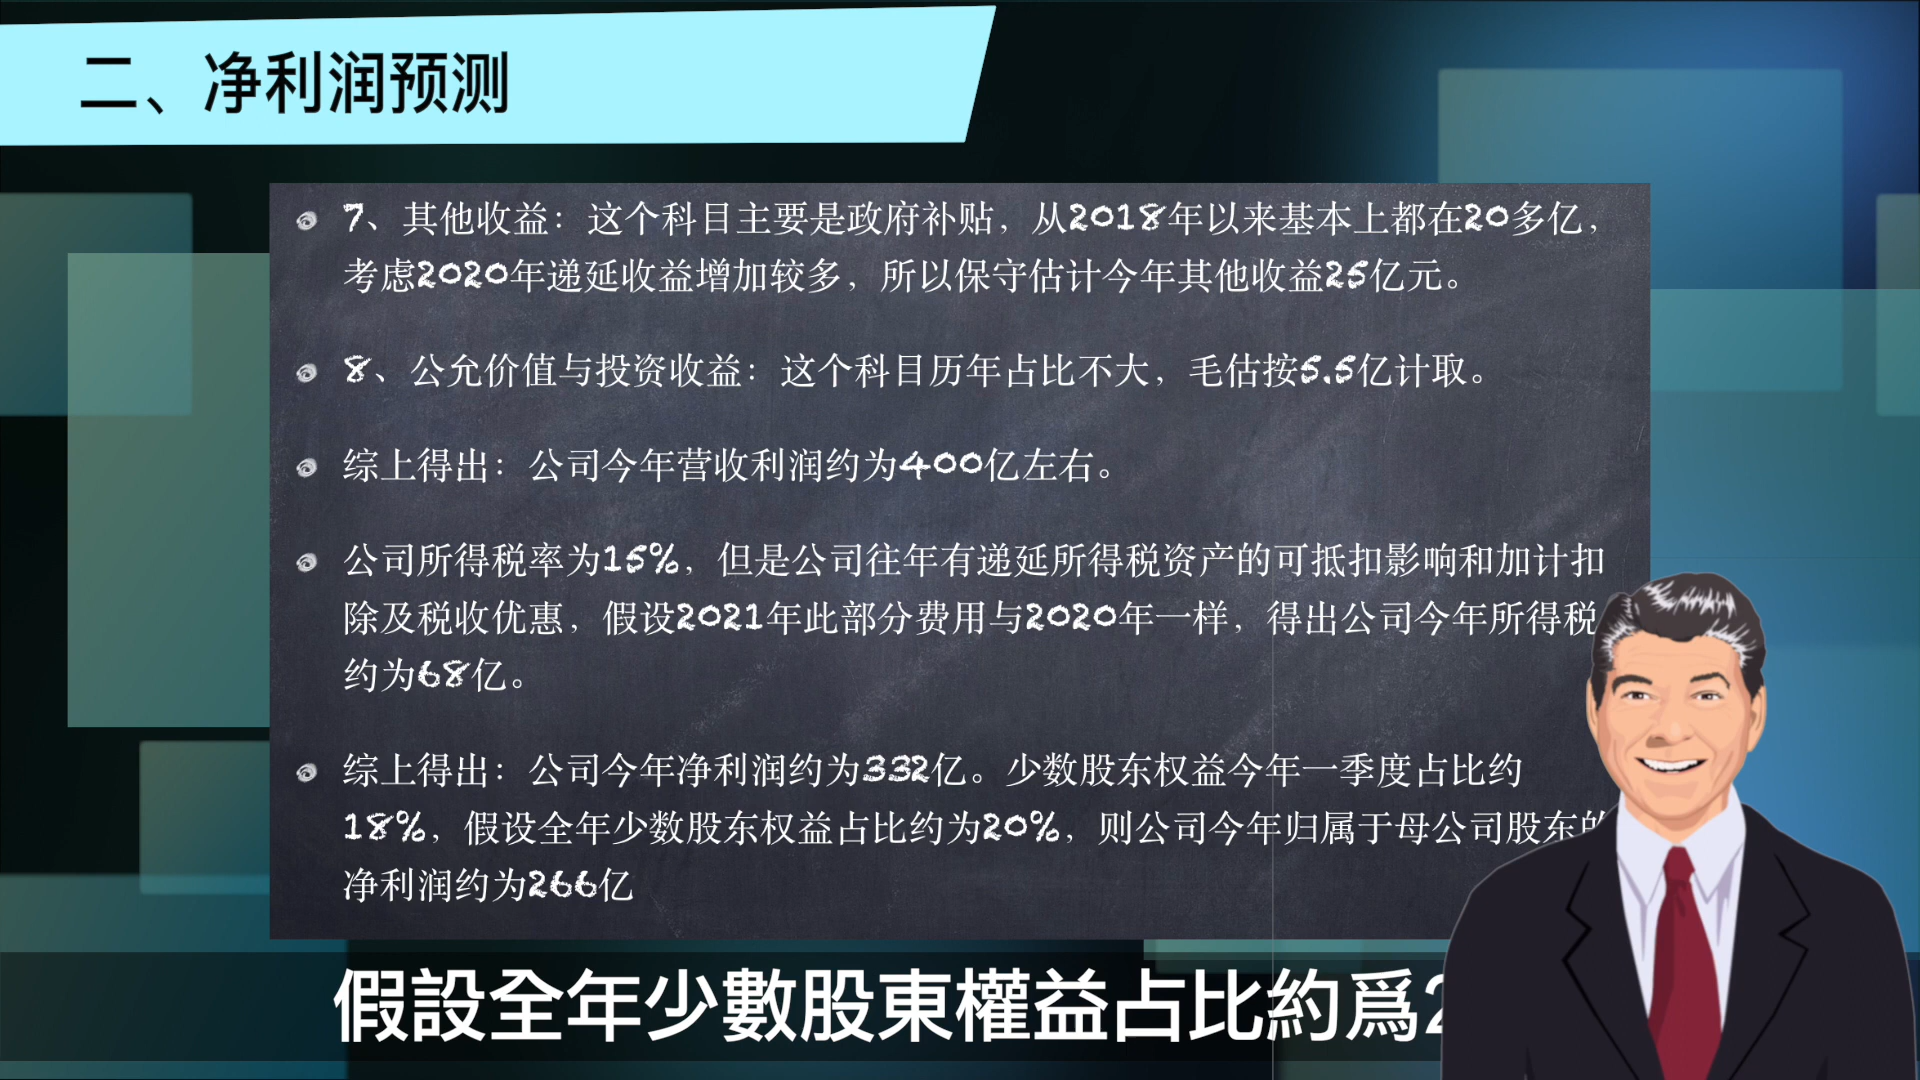 二、净利润预测
7、其他收益：这个科目主要是政府补贴，从2018年以来基本上都在20多亿，
考虑2020年递延收益增加较多，所以保守估计今年其他收益25亿元。
8、公允价值与投资收益：这个科目历年占比不大，毛估按5.5亿计取。
综上得出：公司今年营收利润约为400亿左右。
公司所得税率为15%，但是公司往年有递延所得税资产的可抵扣影响和加计扣
除及税收优惠，假设2021年此部分费用与2020年一样，得出公司今年所得税
约为68亿。
综上得出：公司今年净利润约为332亿。少数股东权益今年一季度占比约
18%，假设全年少数股东权益占比约为20%，则公司今年归属于母公司股东的
净利润约为266亿
假設全年少數股東權益占比約爲2